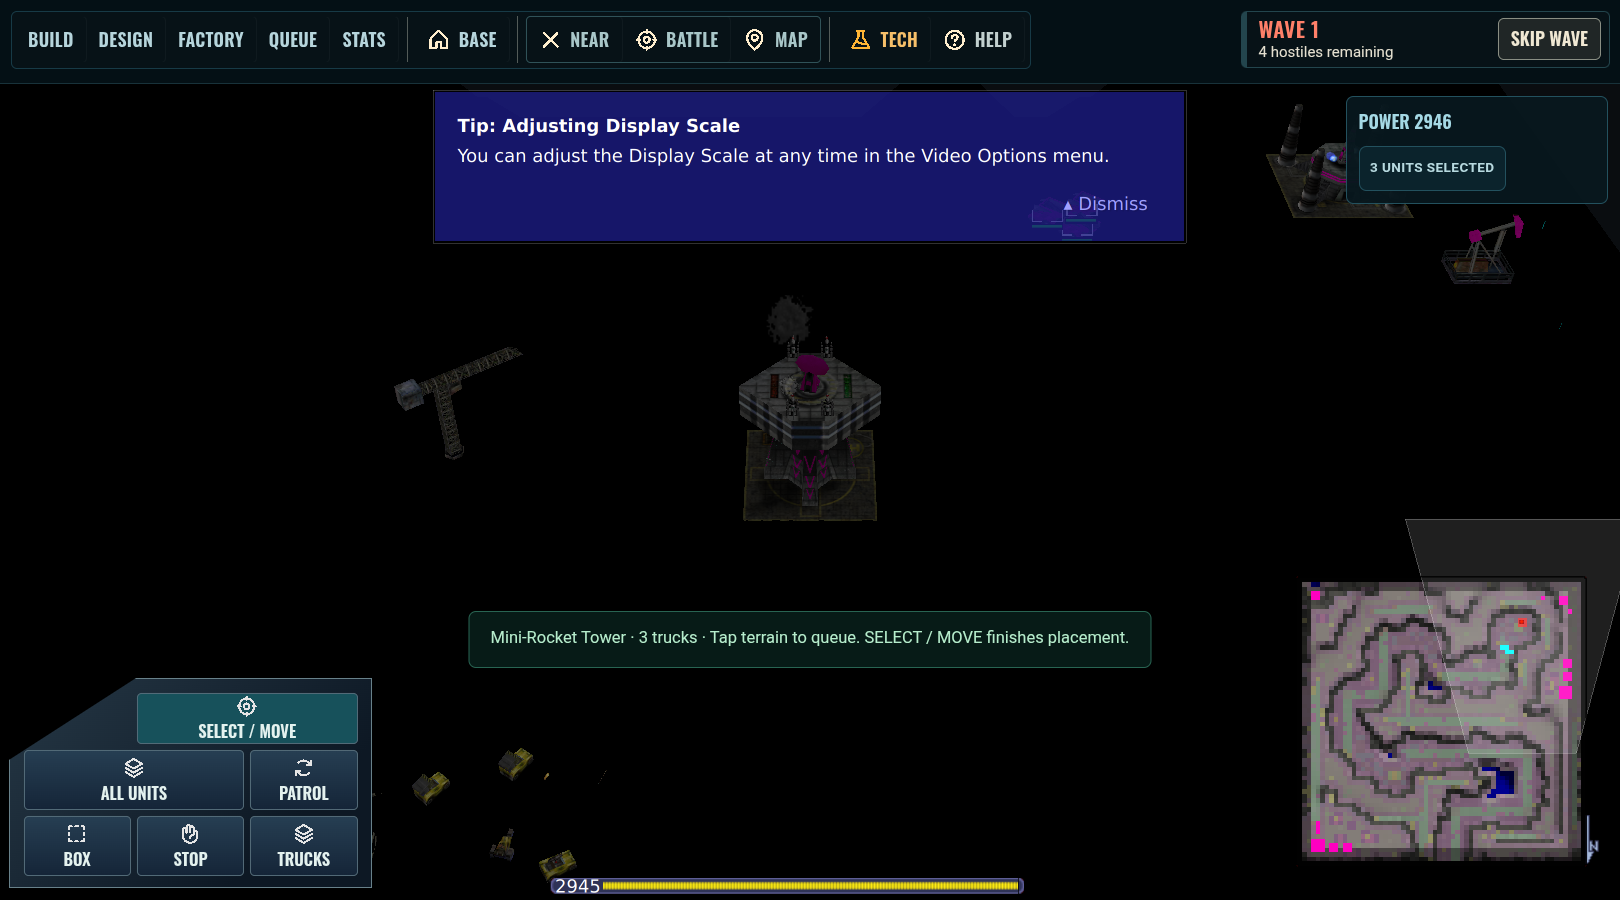 BUILD DESIGN FACTORY QUEUE STATS BASE NEAR BATTLE MAP TECH HELP
WAVE 1
4 hostiles remaining
SKIP WAVE
Tip: Adjusting Display Scale
You can adjust the Display Scale at any time in the Video Options menu.
Dismiss
POWER 2946
3 UNITS SELECTED
Mini-Rocket Tower · 3 trucks · Tap terrain to queue. SELECT / MOVE finishes placement.
SELECT / MOVE
ALL UNITS PATROL
BOX STOP TRUCKS
2945
N